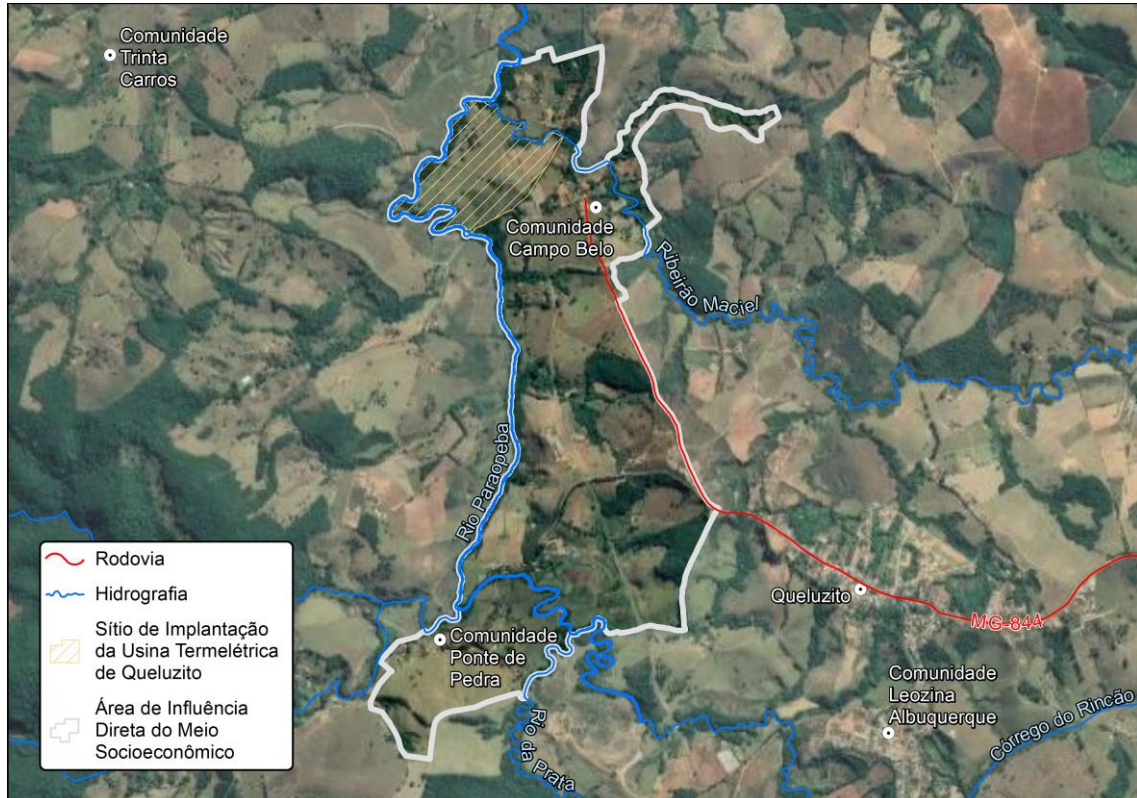 Comunidade
Trinta
Carros
Comunidade
Campo Belo
Ribeirão Maciel
Rio Paraopeba
Rodovia
Hidrografia
Sítio de Implantação
da Usina Termelétrica
de Queluzito
Área de Influência
Direta do Meio
Socioeconômico
Comunidade
Ponte de
Pedra
Rio da Prata
Queluzito
MG-844
Comunidade
Leozina
Albuquerque
Córrego do Rincão